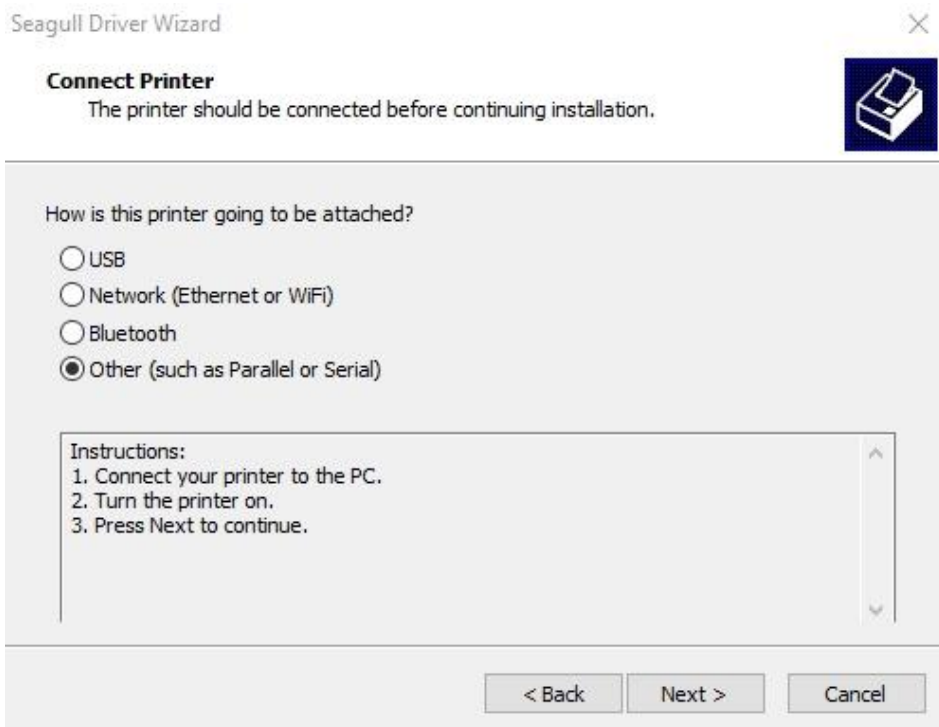 Seagull Driver Wizard
Connect Printer
The printer should be connected before continuing installation.
How is this printer going to be attached?
USB
Network (Ethernet or WiFi)
Bluetooth
Other (such as Parallel or Serial)
Instructions:
1. Connect your printer to the PC.
2. Turn the printer on.
3. Press Next to continue.
< Back Next > Cancel